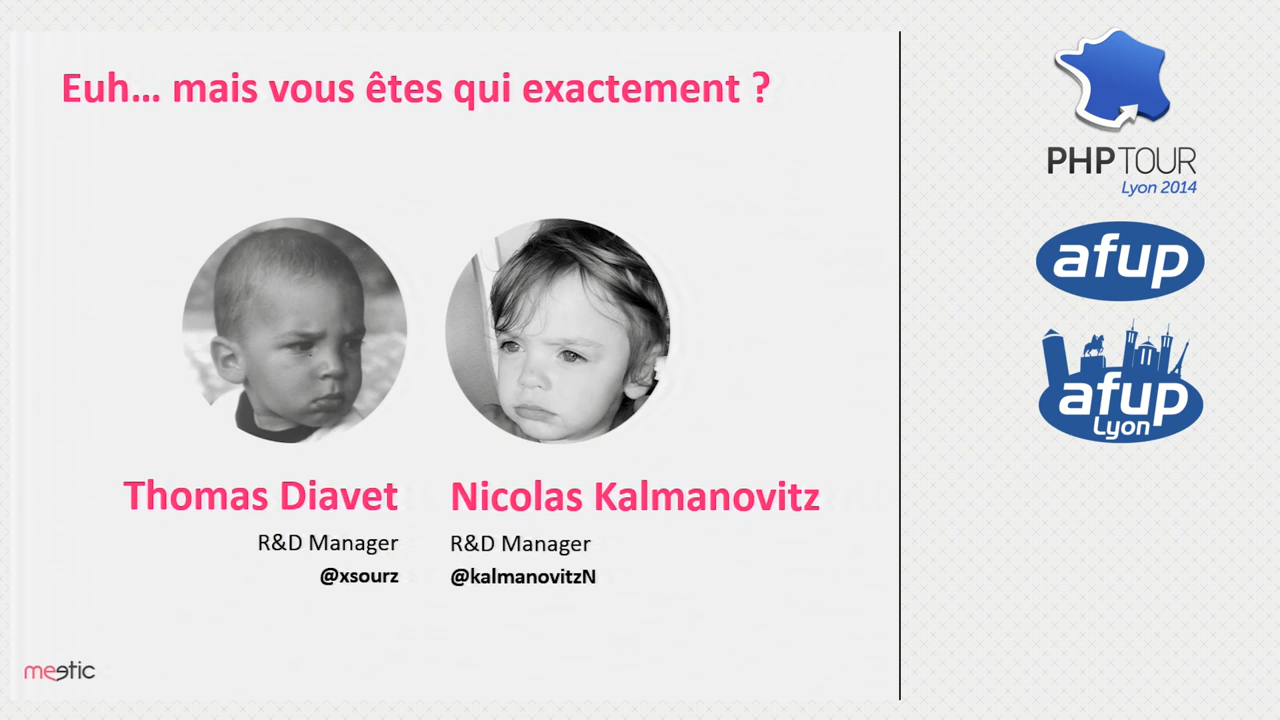 Euh... mais vous êtes qui exactement ?
Thomas Diavet
R&D Manager
@xsourz
Nicolas Kalmanovitz
R&D Manager
@kalmanovitzN
meetic
PHPTOUR
Lyon 2014
afup
afup
Lyon